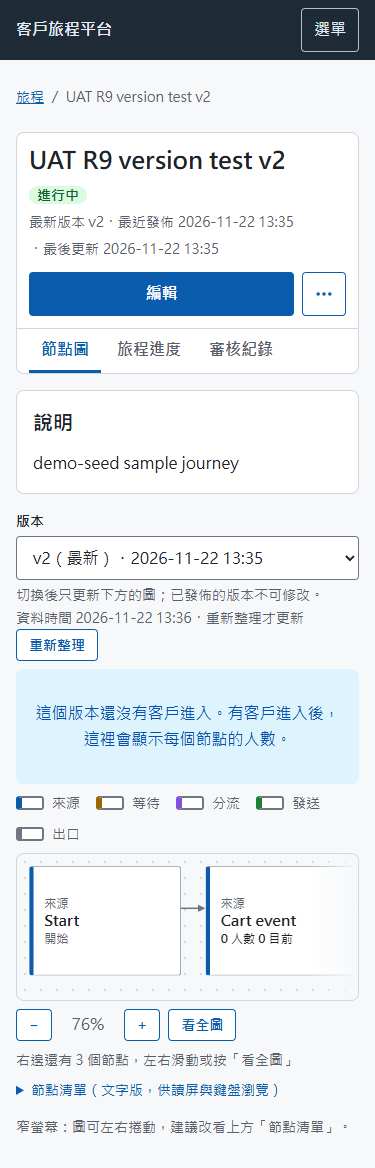 客戶旅程平台
選單
旅程 / UAT R9 version test v2
UAT R9 version test v2
進行中
最新版本 v2 · 最近發佈 2026-11-22 13:35
· 最後更新 2026-11-22 13:35
編輯
···
節點圖
旅程進度
審核紀錄
說明
demo-seed sample journey
版本
v2（最新）· 2026-11-22 13:35
切換後只更新下方的圖；已發佈的版本不可修改。
資料時間 2026-11-22 13:36 · 重新整理才更新
重新整理
這個版本還沒有客戶進入。有客戶進入後，
這裡會顯示每個節點的人數。
來源
等待
分流
發送
出口
來源
Start
開始
來源
Cart event
0 人數 0 目前
−
76%
+
看全圖
右邊還有 3 個節點，左右滑動或按「看全圖」
▶ 節點清單（文字版，供讀屏與鍵盤瀏覽）
窄螢幕：圖可左右捲動，建議改看上方「節點清單」。